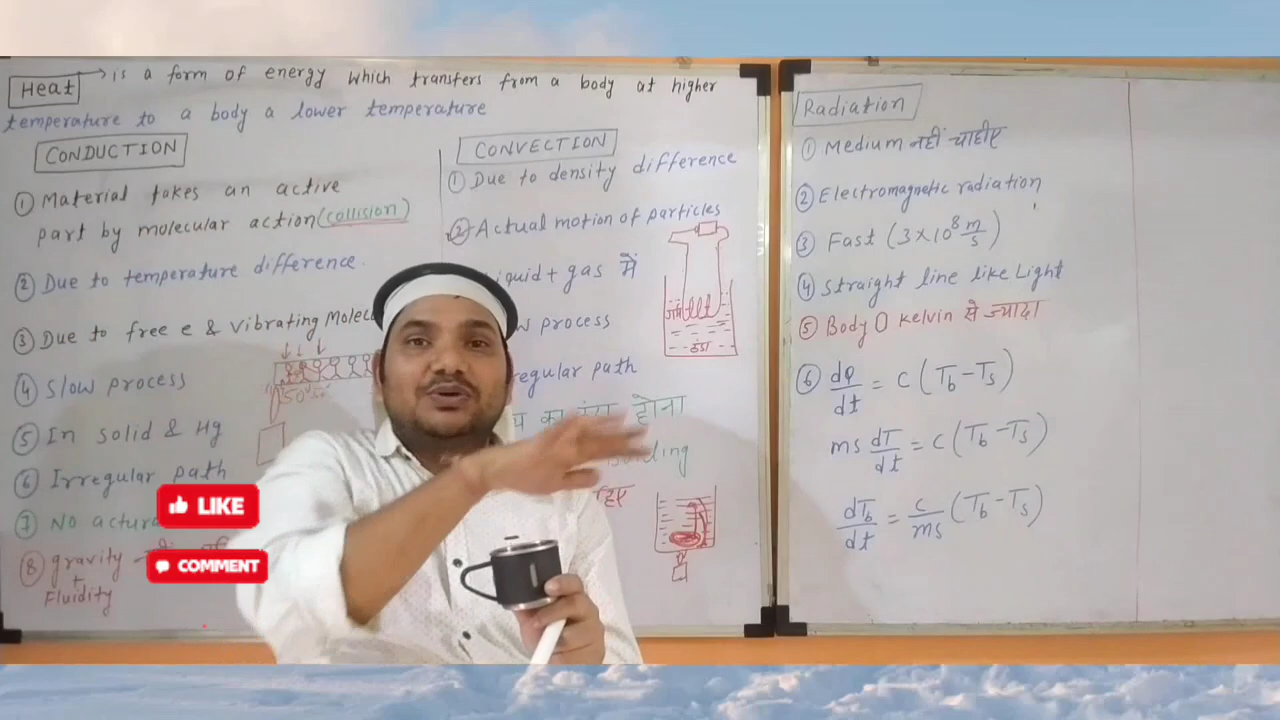 Heat → is a form of energy which transfers from a body at higher
temperature to a body a lower temperature
CONDUCTION
① Material takes an active
part by molecular action (collision)
② Due to temperature difference.
③ Due to free e & Vibrating Molec
④ Slow process
50°
⑤ In solid & Hg
⑥ Irregular path
⑦ No actura
⑧ gravity
+
Fluidity
LIKE
COMMENT
CONVECTION
① Due to density difference
② Actual motion of particles
iquid + gas में
process
regular path
का ठंडा होना
गर्म
ठंडा
Radiation
① Medium नहीं चाहीए
② Electromagnetic radiation
③ Fast (3×10⁸ m/s)
④ Straight line like Light
⑤ Body 0 kelvin से ज्यादा
⑥ dQ/dt = C (Tb - Ts)
ms dT/dt = C (Tb - Ts)
dTb/dt = C/ms (Tb - Ts)